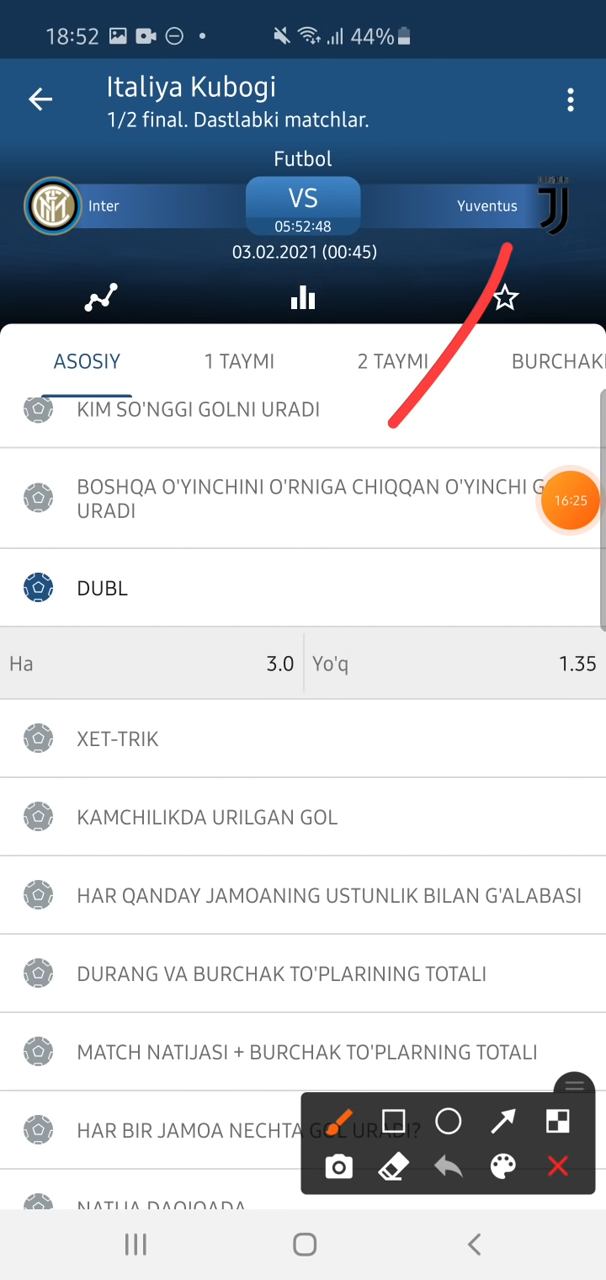 18:52
44%
Italiya Kubogi
1/2 final. Dastlabki matchlar.
Futbol
Inter
VS
Yuventus
05:52:48
03.02.2021 (00:45)
ASOSIY
1 TAYMI
2 TAYMI
BURCHAK
KIM SO'NGGI GOLNI URADI
BOSHQA O'YINCHINI O'RNIGA CHIQQAN O'YINCHI G
URADI
16:25
DUBL
Ha
3.0
Yo'q
1.35
XET-TRIK
KAMCHILIKDA URILGAN GOL
HAR QANDAY JAMOANING USTUNLIK BILAN G'ALABASI
DURANG VA BURCHAK TO'PLARINING TOTALI
MATCH NATIJASI + BURCHAK TO'PLARNING TOTALI
HAR BIR JAMOA NECHTA GOL URADI?